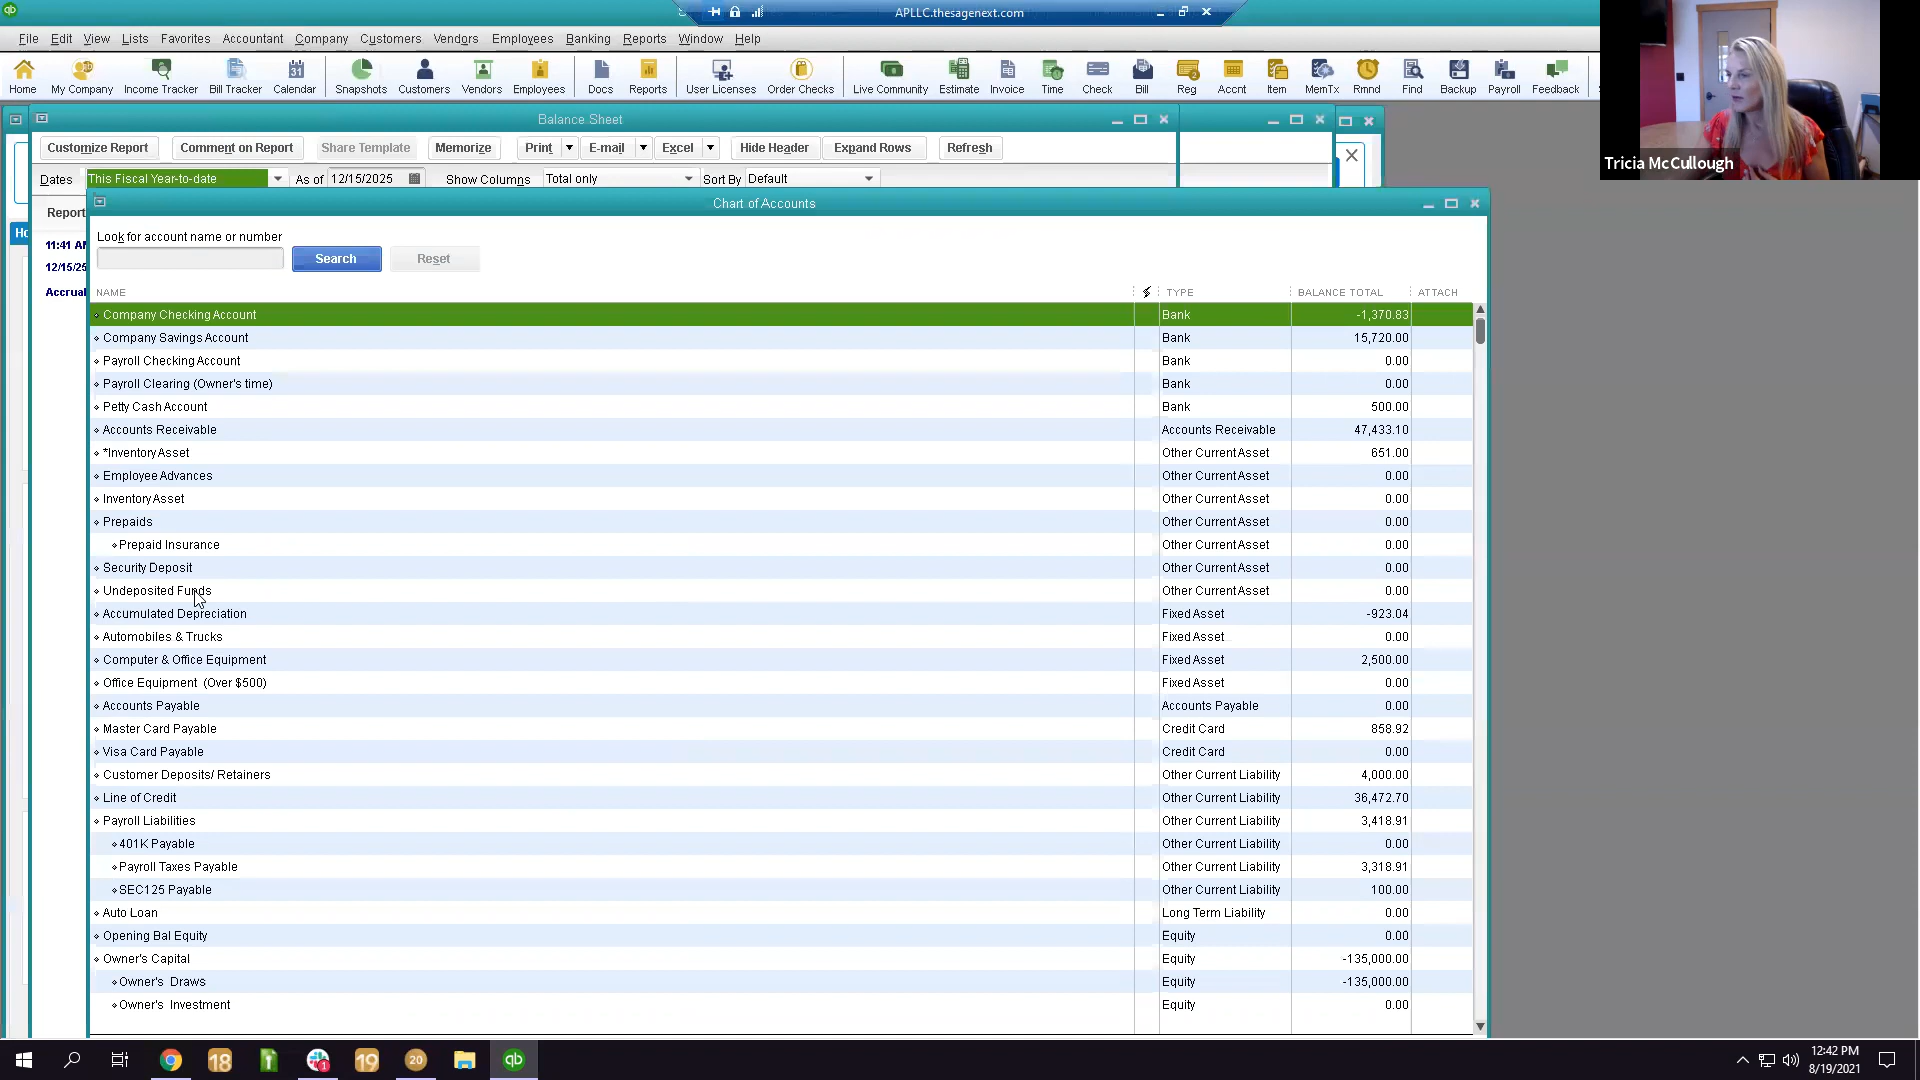 APLLC.thesagenext.com
File Edit View Lists Favorites Accountant Company Customers Vendors Employees Banking Reports Window Help
Home My Company Income Tracker Bill Tracker Calendar Snapshots Customers Vendors Employees Docs Reports User Licenses Order Checks Live Community Estimate Invoice Time Check Bill Reg Accnt Item MemTx Rmnd Find Backup Payroll Feedback
Tricia McCullough
Balance Sheet
Customize Report Comment on Report Share Template Memorize Print E-mail Excel Hide Header Expand Rows Refresh
Dates This Fiscal Year-to-date As of 12/15/2025 Show Columns Total only Sort By Default
Report
Chart of Accounts
11:41 A
12/15/25
Accrual
Look for account name or number
Search Reset
NAME TYPE BALANCE TOTAL ATTACH
Company Checking Account Bank -1,370.83
Company Savings Account Bank 15,720.00
Payroll Checking Account Bank 0.00
Payroll Clearing (Owner's time) Bank 0.00
Petty Cash Account Bank 500.00
Accounts Receivable Accounts Receivable 47,433.10
*Inventory Asset Other Current Asset 651.00
Employee Advances Other Current Asset 0.00
Inventory Asset Other Current Asset 0.00
Prepaids Other Current Asset 0.00
Prepaid Insurance Other Current Asset 0.00
Security Deposit Other Current Asset 0.00
Undeposited Funds Other Current Asset 0.00
Accumulated Depreciation Fixed Asset -923.04
Automobiles & Trucks Fixed Asset 0.00
Computer & Office Equipment Fixed Asset 2,500.00
Office Equipment (Over $500) Fixed Asset 0.00
Accounts Payable Accounts Payable 0.00
Master Card Payable Credit Card 858.92
Visa Card Payable Credit Card 0.00
Customer Deposits/ Retainers Other Current Liability 4,000.00
Line of Credit Other Current Liability 36,472.70
Payroll Liabilities Other Current Liability 3,418.91
401K Payable Other Current Liability 0.00
Payroll Taxes Payable Other Current Liability 3,318.91
SEC125 Payable Other Current Liability 100.00
Auto Loan Long Term Liability 0.00
Opening Bal Equity Equity 0.00
Owner's Capital Equity -135,000.00
Owner's Draws Equity -135,000.00
Owner's Investment Equity 0.00
18 19 20
12:42 PM
8/19/2021